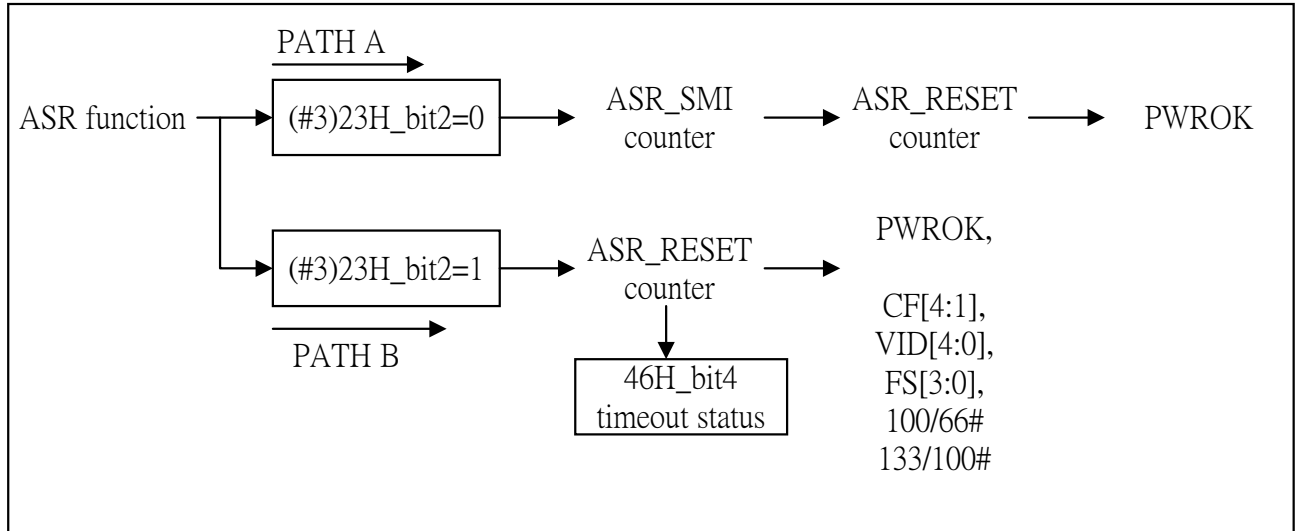 PATH A
ASR function
(#3)23H_bit2=0
ASR_SMI
counter
ASR_RESET
counter
PWROK
(#3)23H_bit2=1
PATH B
ASR_RESET
counter
46H_bit4
timeout status
PWROK,
CF[4:1],
VID[4:0],
FS[3:0],
100/66#
133/100#